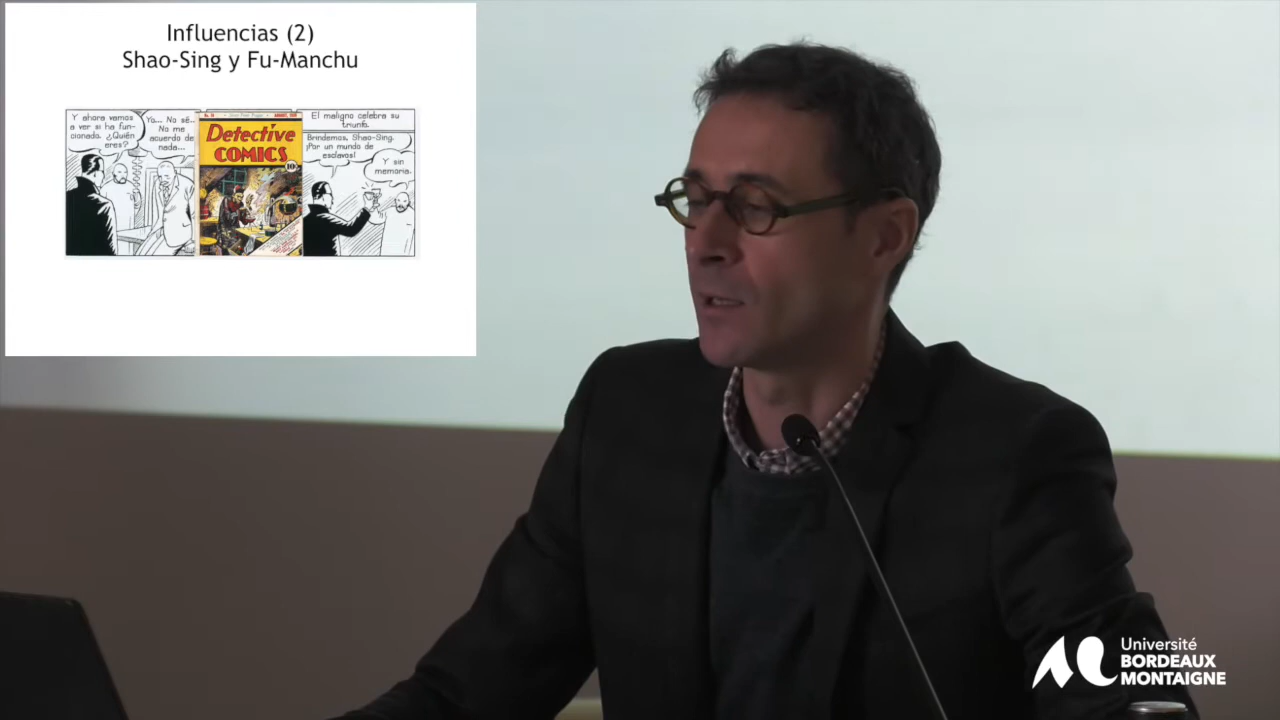 Influencias (2)
Shao-Sing y Fu-Manchu
Y ahora vamos
a ver si ha fun-
cionado. ¿Quién
eres?
Yo... No sé..
No me
acuerdo de
nada...
Detective
COMICS
10¢
El maligno celebra su
triunfo.
Brindemos, Shao-Sing.
¡Por un mundo de
esclavos!
Y sin
memoria.
Université
BORDEAUX
MONTAIGNE